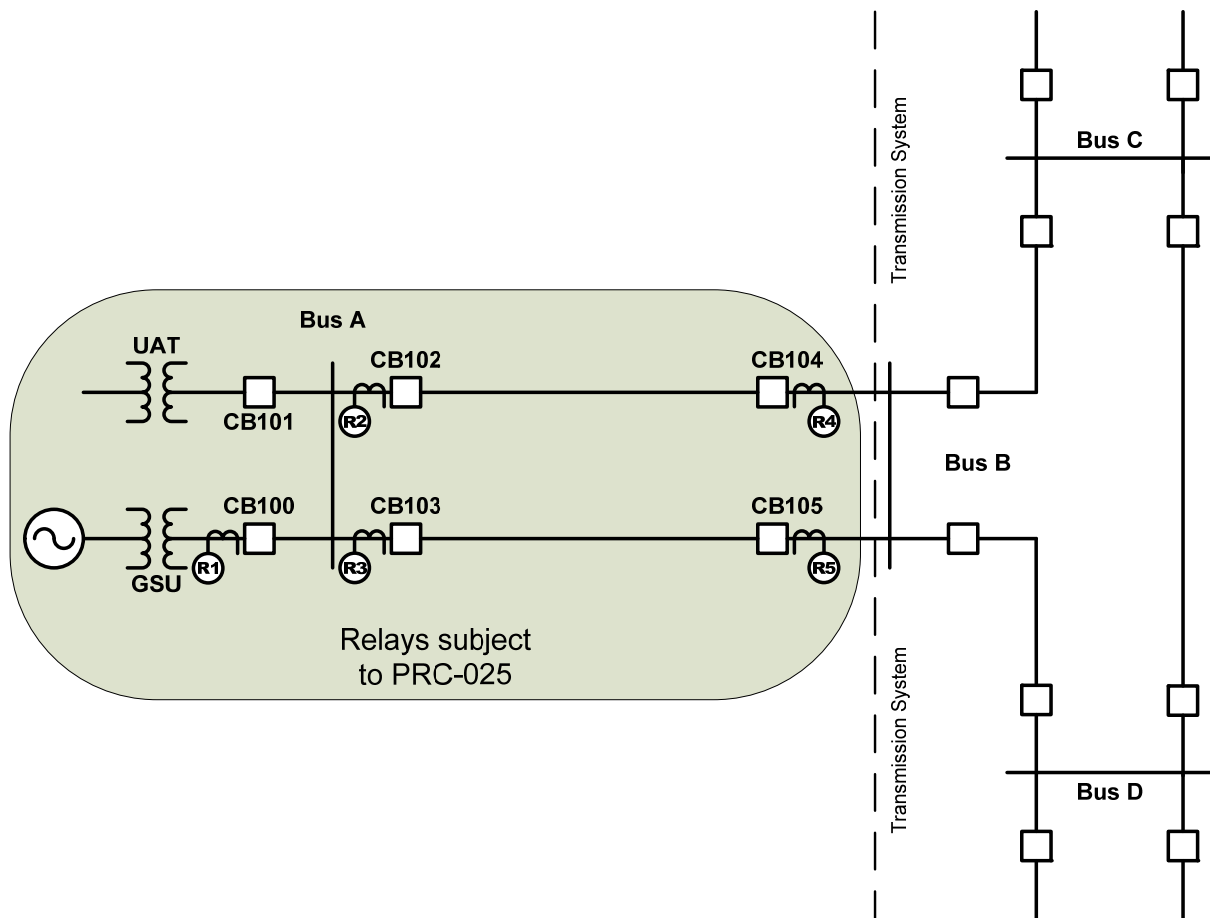 Transmission System
Bus C
Bus A
UAT
CB101
CB102
R2
CB104
R4
Bus B
CB100
CB103
CB105
R1
GSU
R3
R5
Relays subject
to PRC-025
Transmission System
Bus D